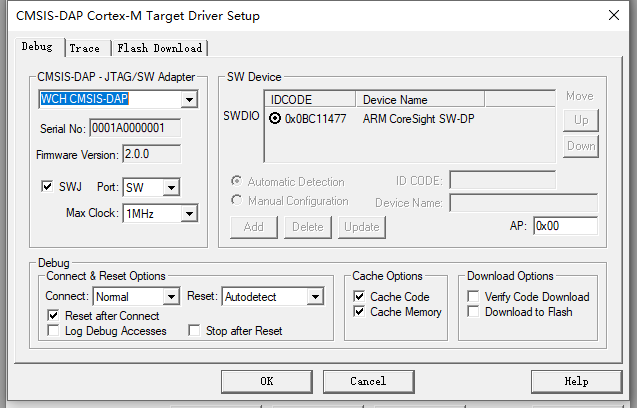 CMSIS-DAP Cortex-M Target Driver Setup
Debug Trace Flash Download
CMSIS-DAP - JTAG/SW Adapter
WCH CMSIS-DAP
Serial No: 0001A0000001
Firmware Version: 2.0.0
SWJ Port: SW
Max Clock: 1MHz
SW Device
IDCODE Device Name Move
SWDIO 0x0BC11477 ARM CoreSight SW-DP Up
Down
Automatic Detection ID CODE:
Manual Configuration Device Name:
Add Delete Update AP: 0x00
Debug
Connect & Reset Options
Connect: Normal Reset: Autodetect
Reset after Connect
Log Debug Accesses Stop after Reset
Cache Options
Cache Code
Cache Memory
Download Options
Verify Code Download
Download to Flash
OK Cancel Help